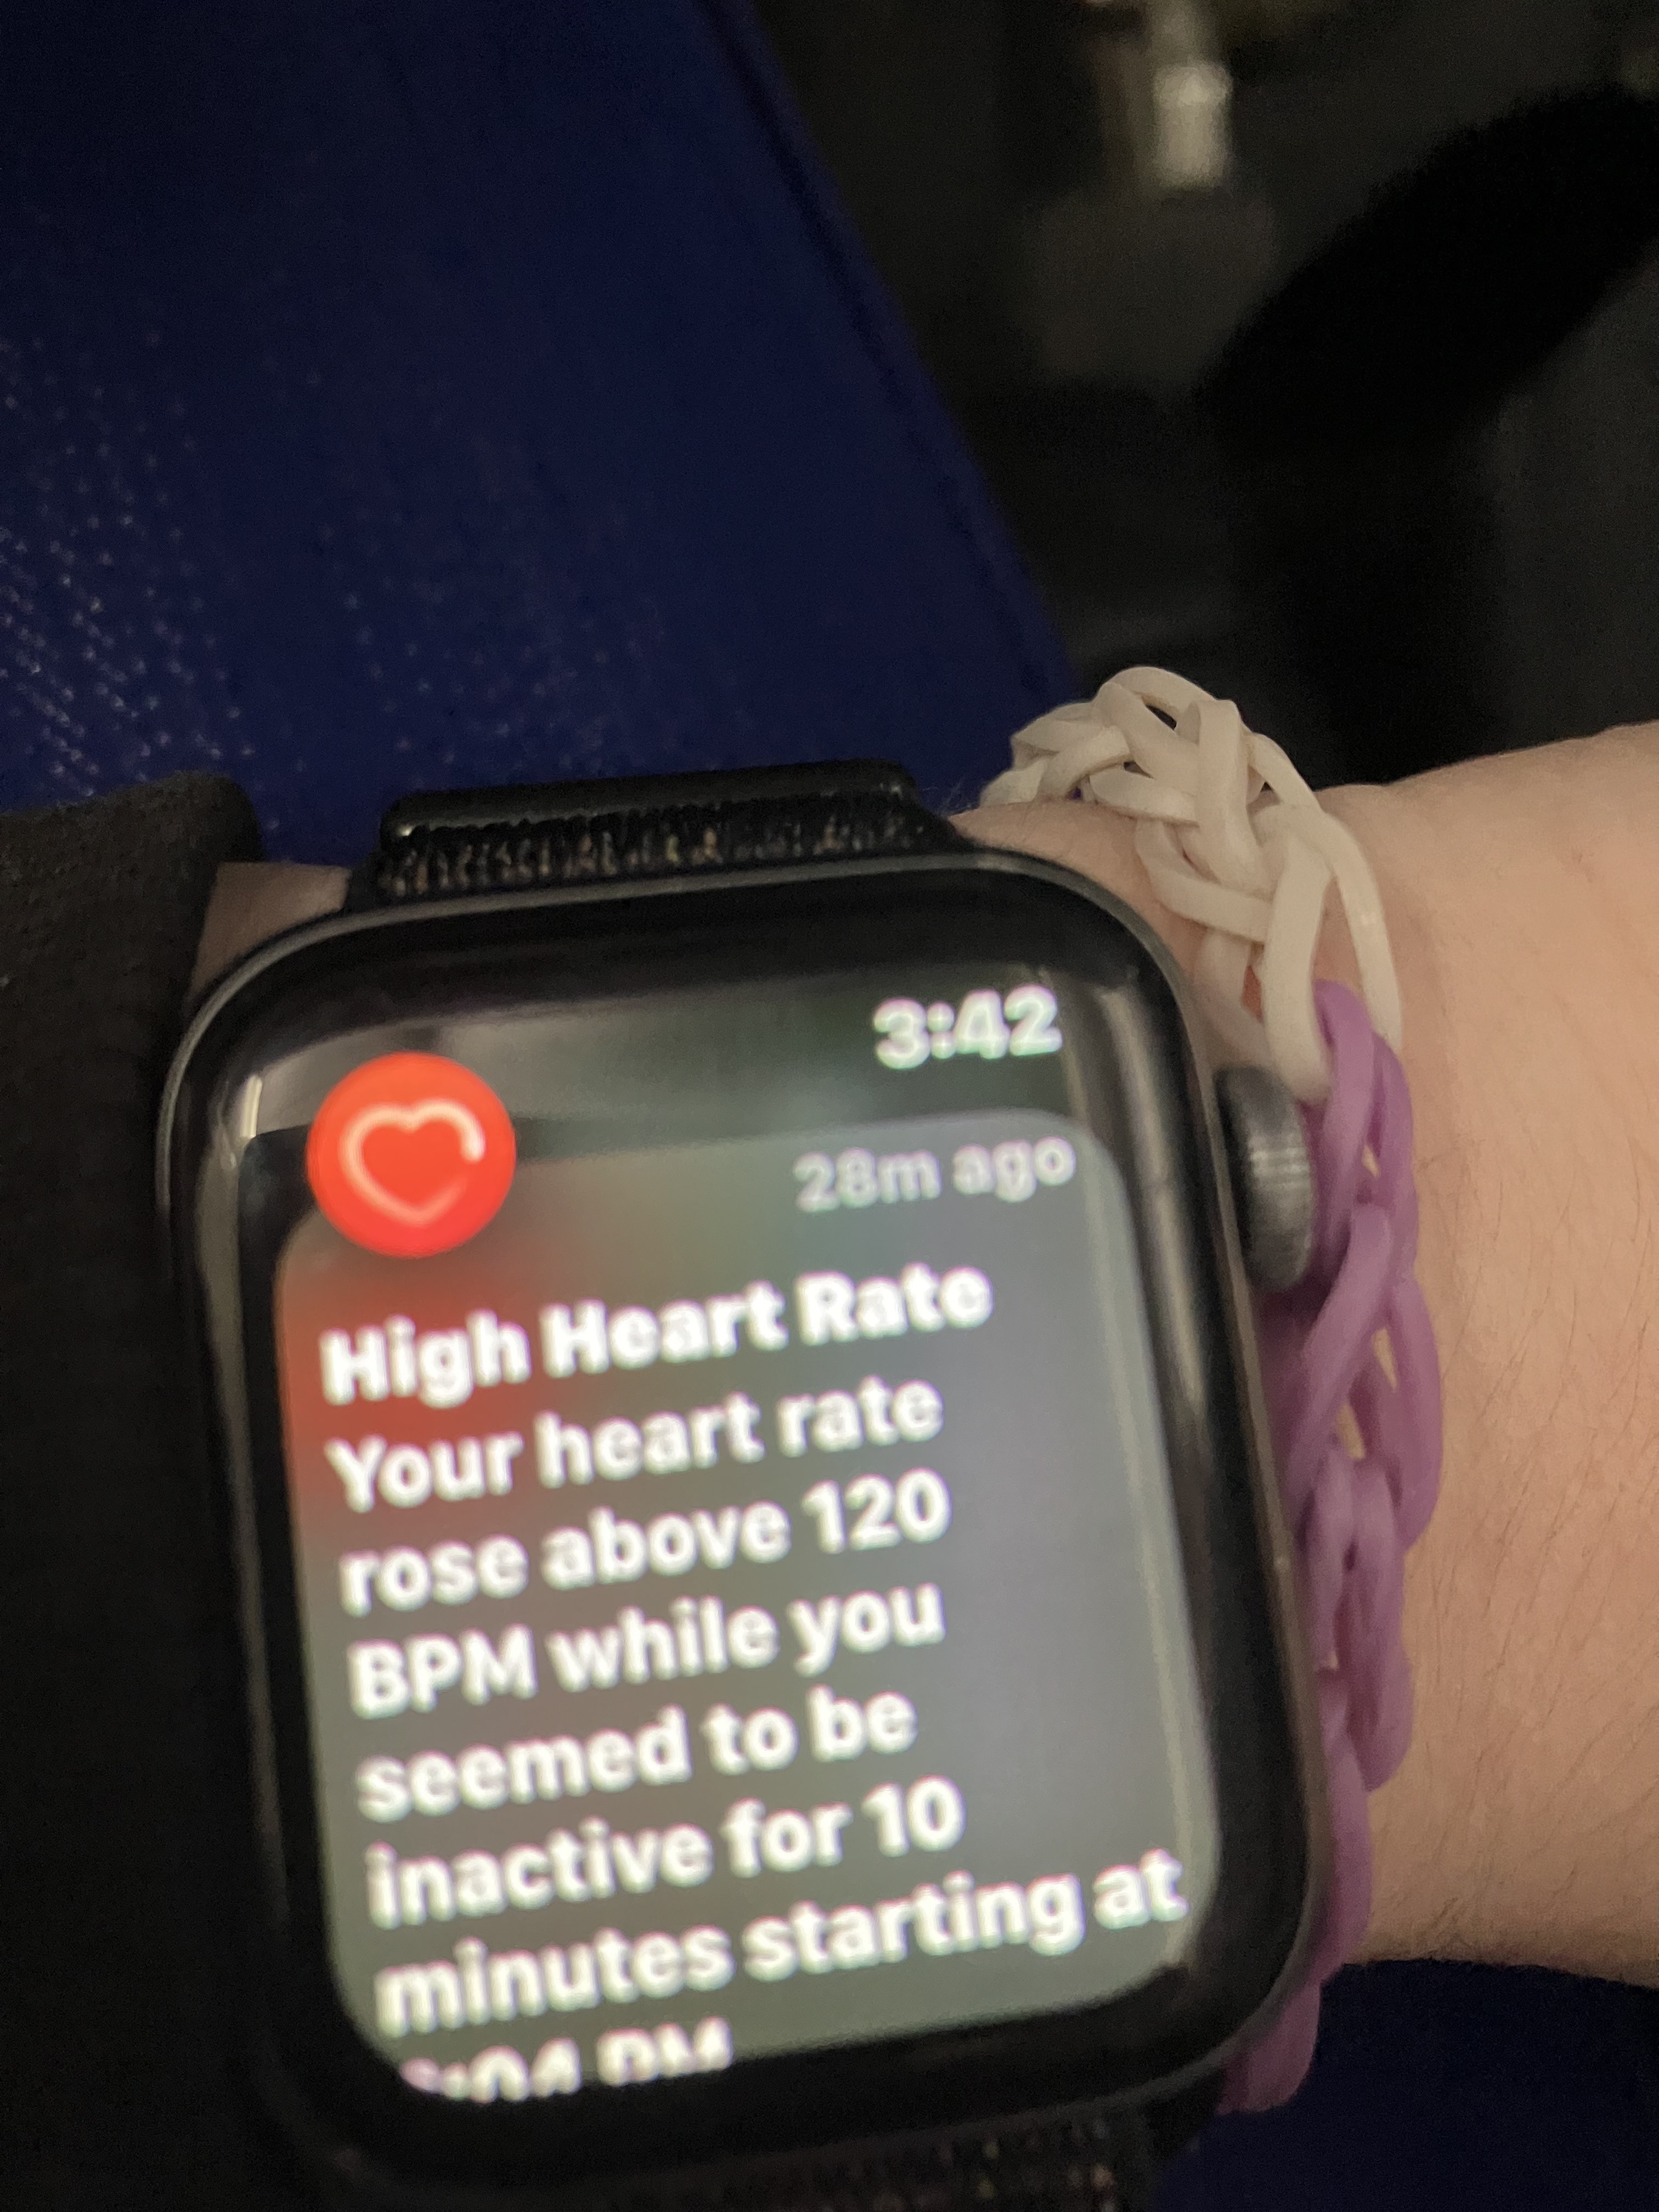 3:42
28m ago
High Heart Rate
Your heart rate
rose above 120
BPM while you
seemed to be
inactive for 10
minutes starting at
PM